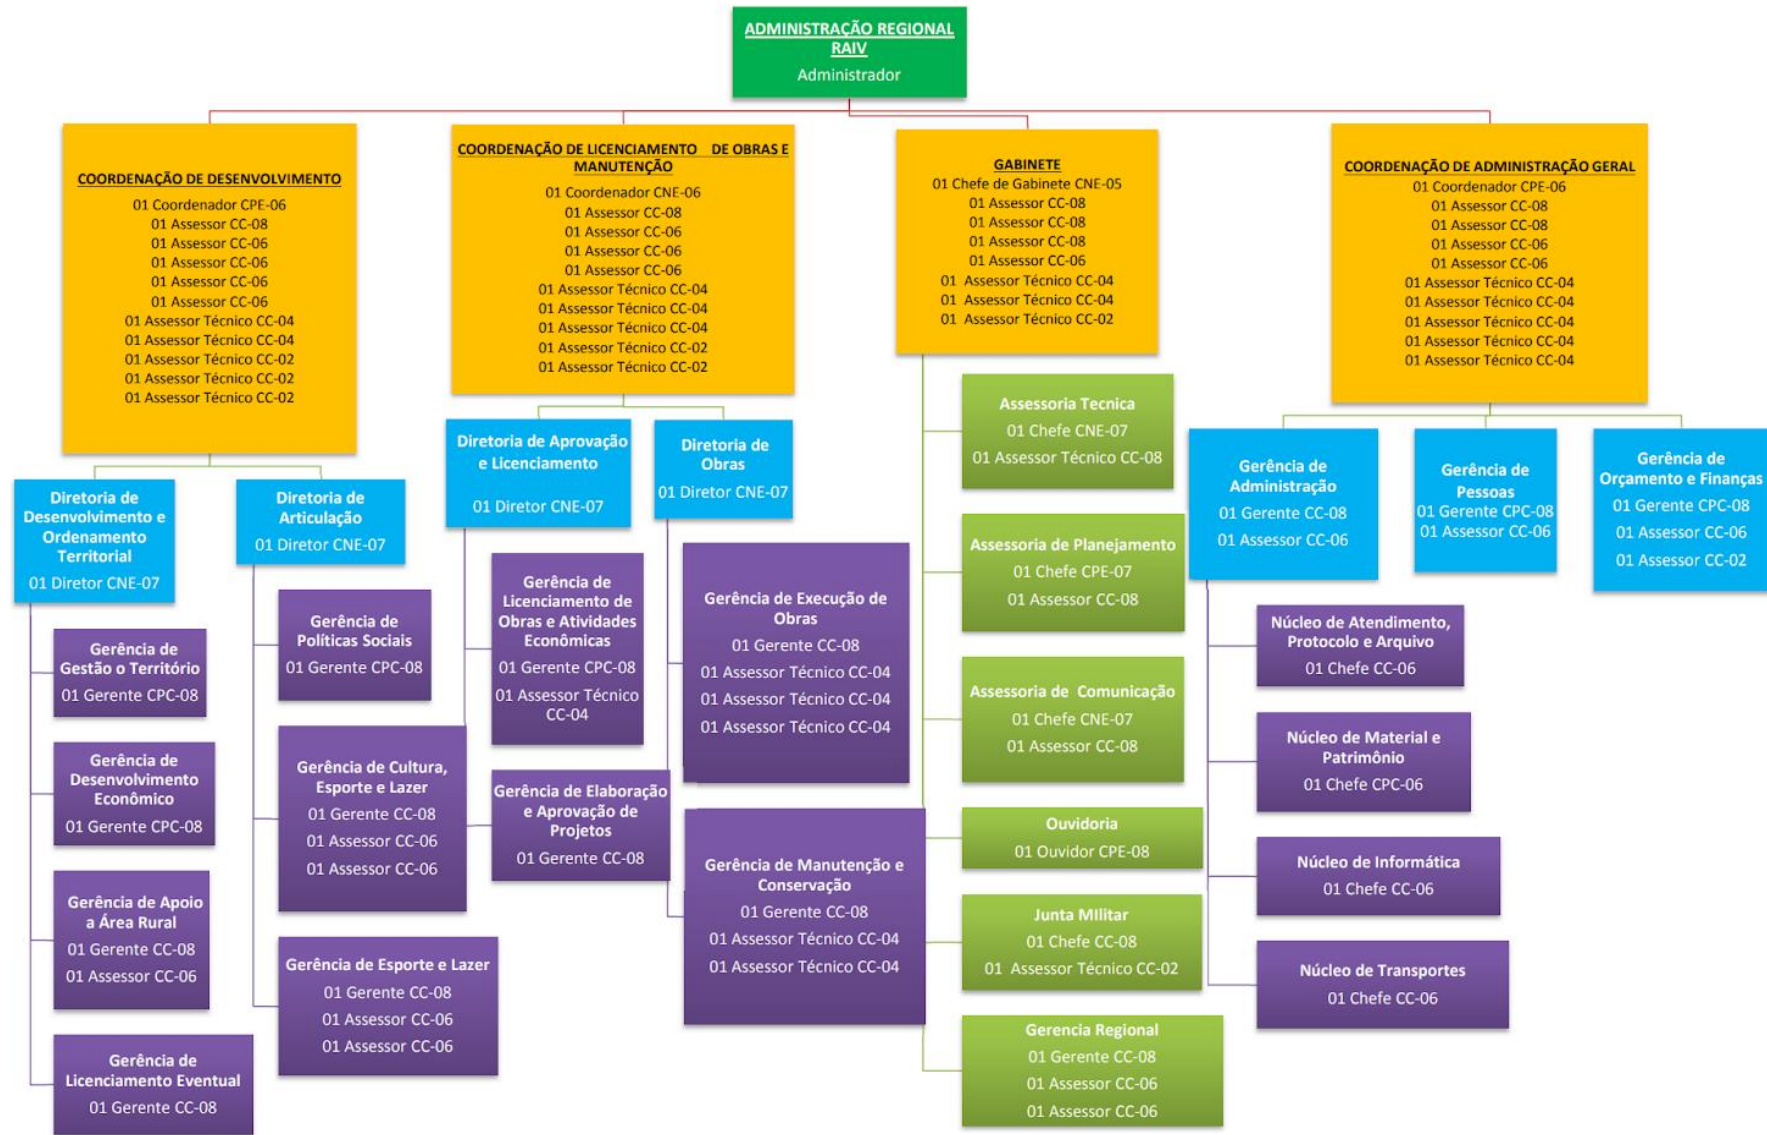 ADMINISTRAÇÃO REGIONAL
RAIV
Administrador
COORDENAÇÃO DE DESENVOLVIMENTO
01 Coordenador CPE-06
01 Assessor CC-08
01 Assessor CC-06
01 Assessor CC-06
01 Assessor CC-06
01 Assessor CC-06
01 Assessor Técnico CC-04
01 Assessor Técnico CC-04
01 Assessor Técnico CC-02
01 Assessor Técnico CC-02
01 Assessor Técnico CC-02
COORDENAÇÃO DE LICENCIAMENTO DE OBRAS E
MANUTENÇÃO
01 Coordenador CNE-06
01 Assessor CC-08
01 Assessor CC-06
01 Assessor CC-06
01 Assessor CC-06
01 Assessor Técnico CC-04
01 Assessor Técnico CC-04
01 Assessor Técnico CC-04
01 Assessor Técnico CC-02
01 Assessor Técnico CC-02
GABINETE
01 Chefe de Gabinete CNE-05
01 Assessor CC-08
01 Assessor CC-08
01 Assessor CC-08
01 Assessor CC-06
01 Assessor Técnico CC-04
01 Assessor Técnico CC-04
01 Assessor Técnico CC-02
COORDENAÇÃO DE ADMINISTRAÇÃO GERAL
01 Coordenador CPE-06
01 Assessor CC-08
01 Assessor CC-08
01 Assessor CC-06
01 Assessor CC-06
01 Assessor Técnico CC-04
01 Assessor Técnico CC-04
01 Assessor Técnico CC-04
01 Assessor Técnico CC-04
01 Assessor Técnico CC-04
Diretoria de
Desenvolvimento e
Ordenamento
Territorial
01 Diretor CNE-07
Gerência de
Gestão o Território
01 Gerente CPC-08
Gerência de
Desenvolvimento
Econômico
01 Gerente CPC-08
Gerência de Apoio
a Área Rural
01 Gerente CC-08
01 Assessor CC-06
Gerência de
Licenciamento Eventual
01 Gerente CC-08
Diretoria de
Articulação
01 Diretor CNE-07
Gerência de
Políticas Sociais
01 Gerente CPC-08
Gerência de Cultura,
Esporte e Lazer
01 Gerente CC-08
01 Assessor CC-06
01 Assessor CC-06
Gerência de Esporte e Lazer
01 Gerente CC-08
01 Assessor CC-06
01 Assessor CC-06
Diretoria de Aprovação
e Licenciamento
01 Diretor CNE-07
Gerência de
Licenciamento de
Obras e Atividades
Econômicas
01 Gerente CPC-08
01 Assessor Técnico
CC-04
Gerência de Elaboração
e Aprovação de
Projetos
01 Gerente CC-08
Diretoria de
Obras
01 Diretor CNE-07
Gerência de Execução de
Obras
01 Gerente CC-08
01 Assessor Técnico CC-04
01 Assessor Técnico CC-04
01 Assessor Técnico CC-04
Gerência de Manutenção e
Conservação
01 Gerente CC-08
01 Assessor Técnico CC-04
01 Assessor Técnico CC-04
Assessoria Tecnica
01 Chefe CNE-07
01 Assessor Técnico CC-08
Assessoria de Planejamento
01 Chefe CPE-07
01 Assessor CC-08
Assessoria de Comunicação
01 Chefe CNE-07
01 Assessor CC-08
Ouvidoria
01 Ouvidor CPE-08
Junta MIlitar
01 Chefe CC-08
01 Assessor Técnico CC-02
Gerencia Regional
01 Gerente CC-08
01 Assessor CC-06
01 Assessor CC-06
Gerência de
Administração
01 Gerente CC-08
01 Assessor CC-06
Núcleo de Atendimento,
Protocolo e Arquivo
01 Chefe CC-06
Núcleo de Material e
Patrimônio
01 Chefe CPC-06
Núcleo de Informática
01 Chefe CC-06
Núcleo de Transportes
01 Chefe CC-06
Gerência de
Pessoas
01 Gerente CPC-08
01 Assessor CC-06
Gerência de
Orçamento e Finanças
01 Gerente CPC-08
01 Assessor CC-06
01 Assessor CC-02